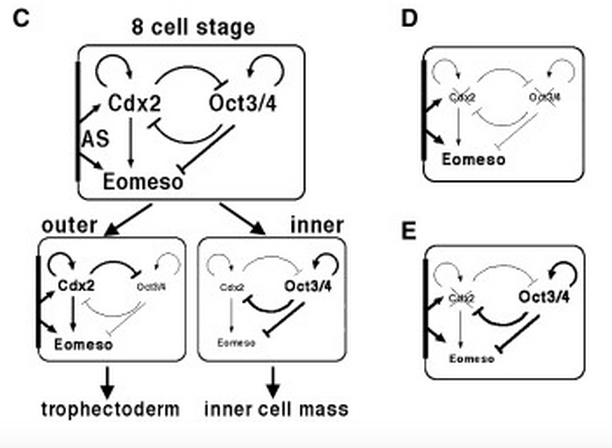 C
8 cell stage
Cdx2 Oct3/4
AS
Eomeso
outer inner
Cdx2 Oct3/4
Eomeso
Cdx2 Oct3/4
Eomeso
trophectoderm inner cell mass
D
Cdx2 Oct3/4
Eomeso
E
Cdx2 Oct3/4
Eomeso